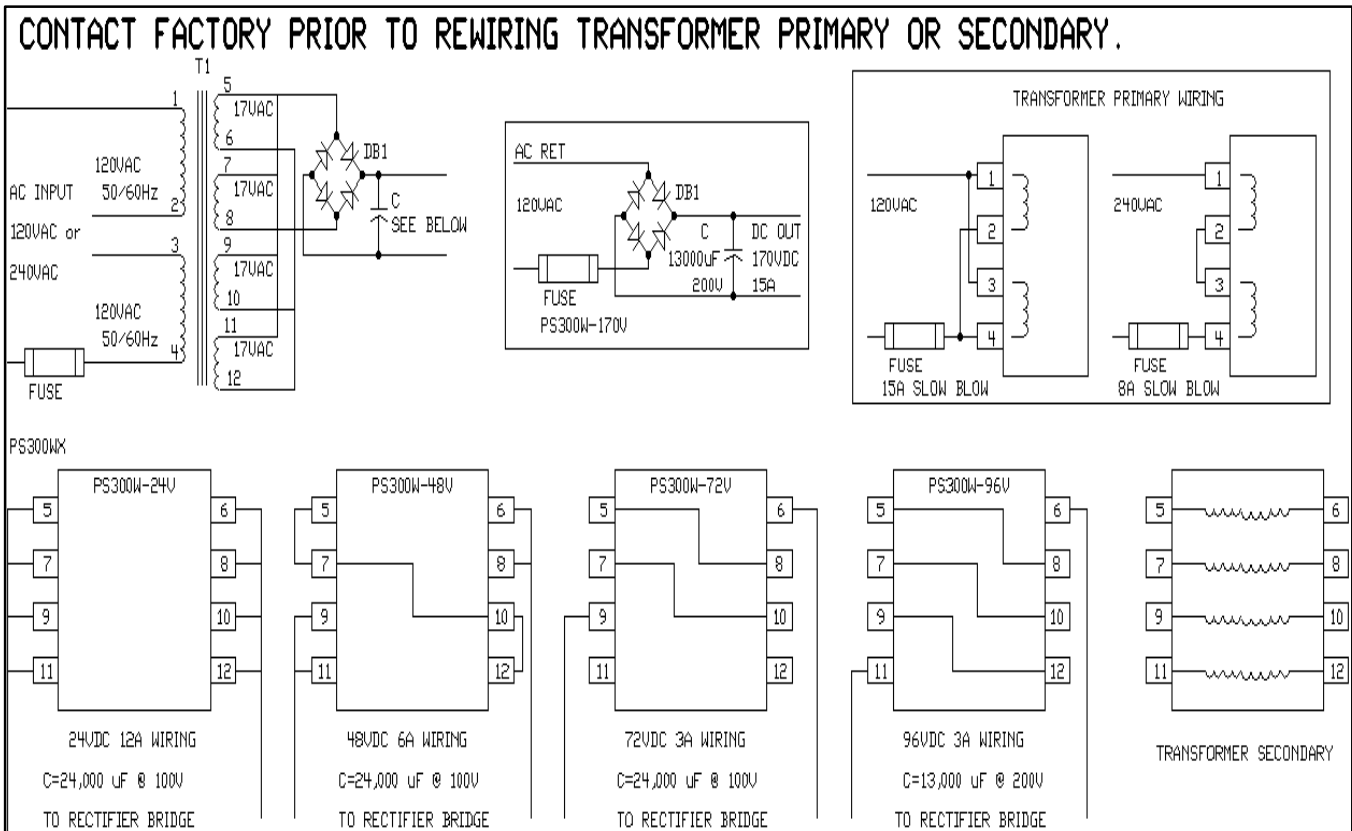 CONTACT FACTORY PRIOR TO REWIRING TRANSFORMER PRIMARY OR SECONDARY.
T1
1
120VAC
50/60Hz
2
AC INPUT
120VAC or
240VAC
3
120VAC
50/60Hz
4
FUSE
5
17VAC
6
7
17VAC
8
9
17VAC
10
11
17VAC
12
DB1
C
SEE BELOW
AC RET
120VAC
DB1
C
13000uF
200V
DC OUT
170VDC
15A
FUSE
PS300W-170V
TRANSFORMER PRIMARY WIRING
120VAC
1
2
3
4
FUSE
15A SLOW BLOW
240VAC
1
2
3
4
FUSE
8A SLOW BLOW
PS300WX
PS300W-24V
5 6
7 8
9 10
11 12
24VDC 12A WIRING
C=24,000 uF @ 100V
TO RECTIFIER BRIDGE
PS300W-48V
5 6
7 8
9 10
11 12
48VDC 6A WIRING
C=24,000 uF @ 100V
TO RECTIFIER BRIDGE
PS300W-72V
5 6
7 8
9 10
11 12
72VDC 3A WIRING
C=24,000 uF @ 100V
TO RECTIFIER BRIDGE
PS300W-96V
5 6
7 8
9 10
11 12
96VDC 3A WIRING
C=13,000 uF @ 200V
TO RECTIFIER BRIDGE
5 6
7 8
9 10
11 12
TRANSFORMER SECONDARY